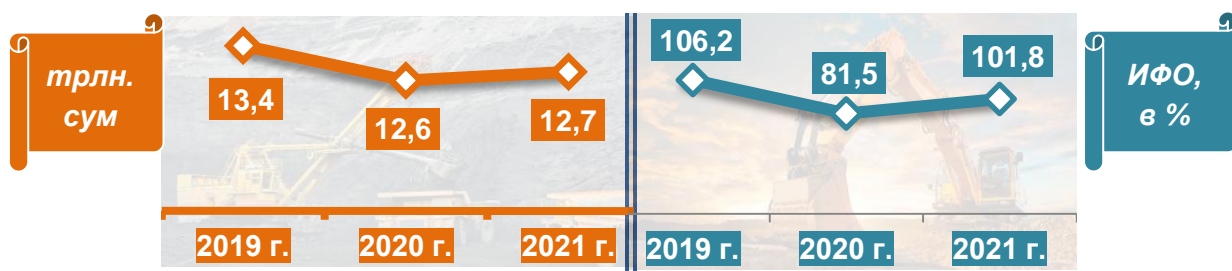 трлн.
сум
13,4
12,6
12,7
2019 г.
2020 г.
2021 г.
106,2
81,5
101,8
2019 г.
2020 г.
2021 г.
ИФО,
в %